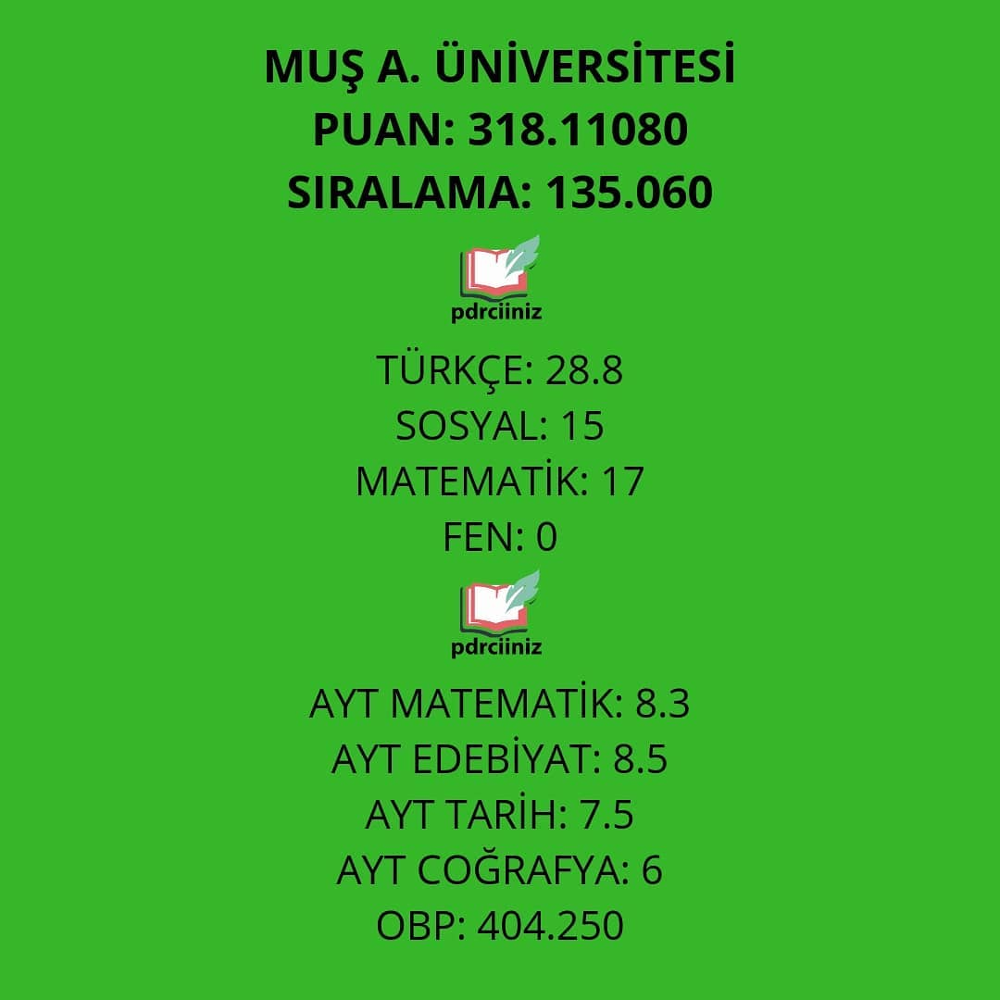 MUŞ A. ÜNİVERSİTESİ
PUAN: 318.11080
SIRALAMA: 135.060
pdrciiniz
TÜRKÇE: 28.8
SOSYAL: 15
MATEMATİK: 17
FEN: 0
pdrciiniz
AYT MATEMATİK: 8.3
AYT EDEBİYAT: 8.5
AYT TARİH: 7.5
AYT COĞRAFYA: 6
OBP: 404.250